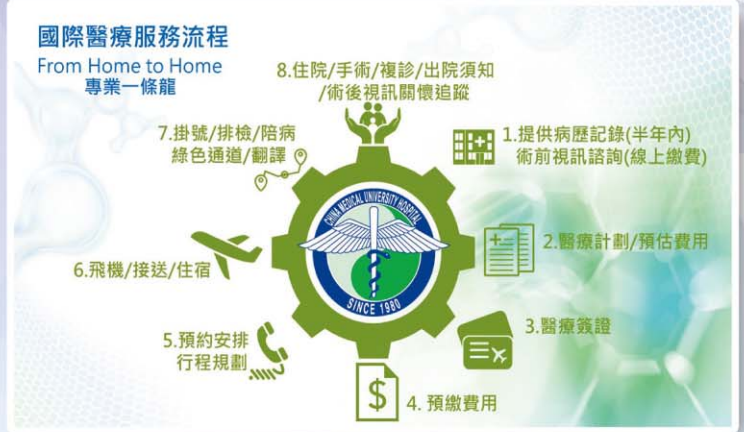 國際醫療服務流程
From Home to Home
專業一條龍
8.住院/手術/複診/出院須知
/術後視訊關懷追蹤
1.提供病歷記錄(半年內)
術前視訊諮詢(線上繳費)
2.醫療計劃/預估費用
3.醫療簽證
4. 預繳費用
$
5.預約安排
行程規劃
6.飛機/接送/住宿
7.掛號/排檢/陪病
綠色通道/翻譯
CHINA MEDICAL UNIVERSITY HOSPITAL
SINCE 1980